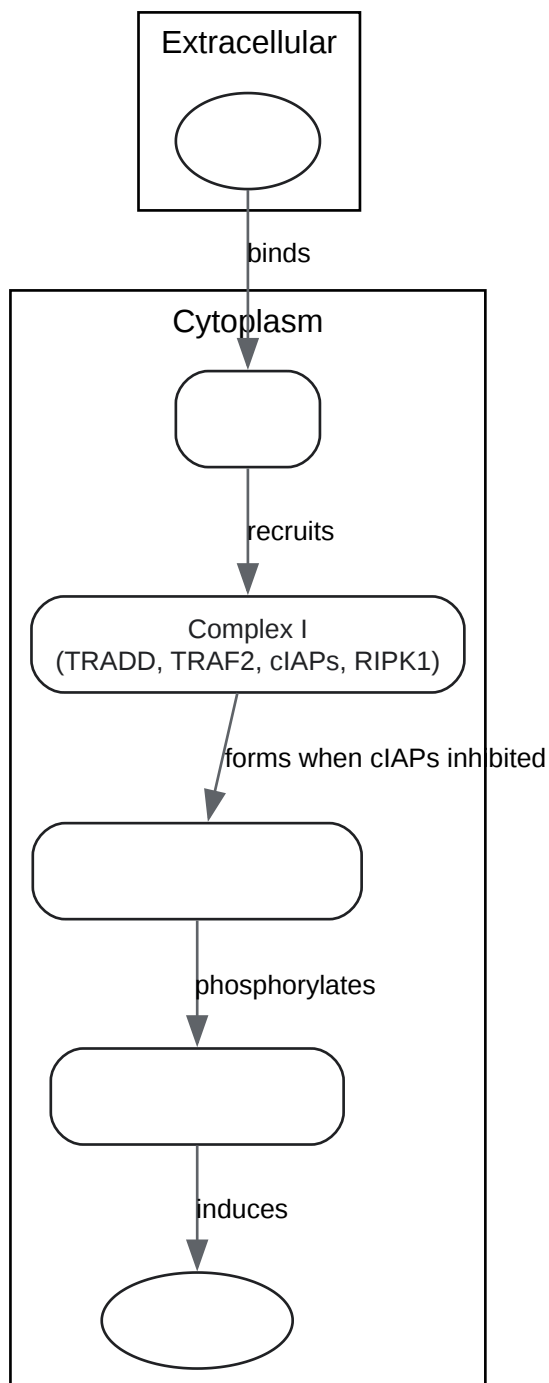 Extracellular
binds
Cytoplasm
recruits
Complex I
(TRADD, TRAF2, cIAPs, RIPK1)
forms when cIAPs inhibited
phosphorylates
induces